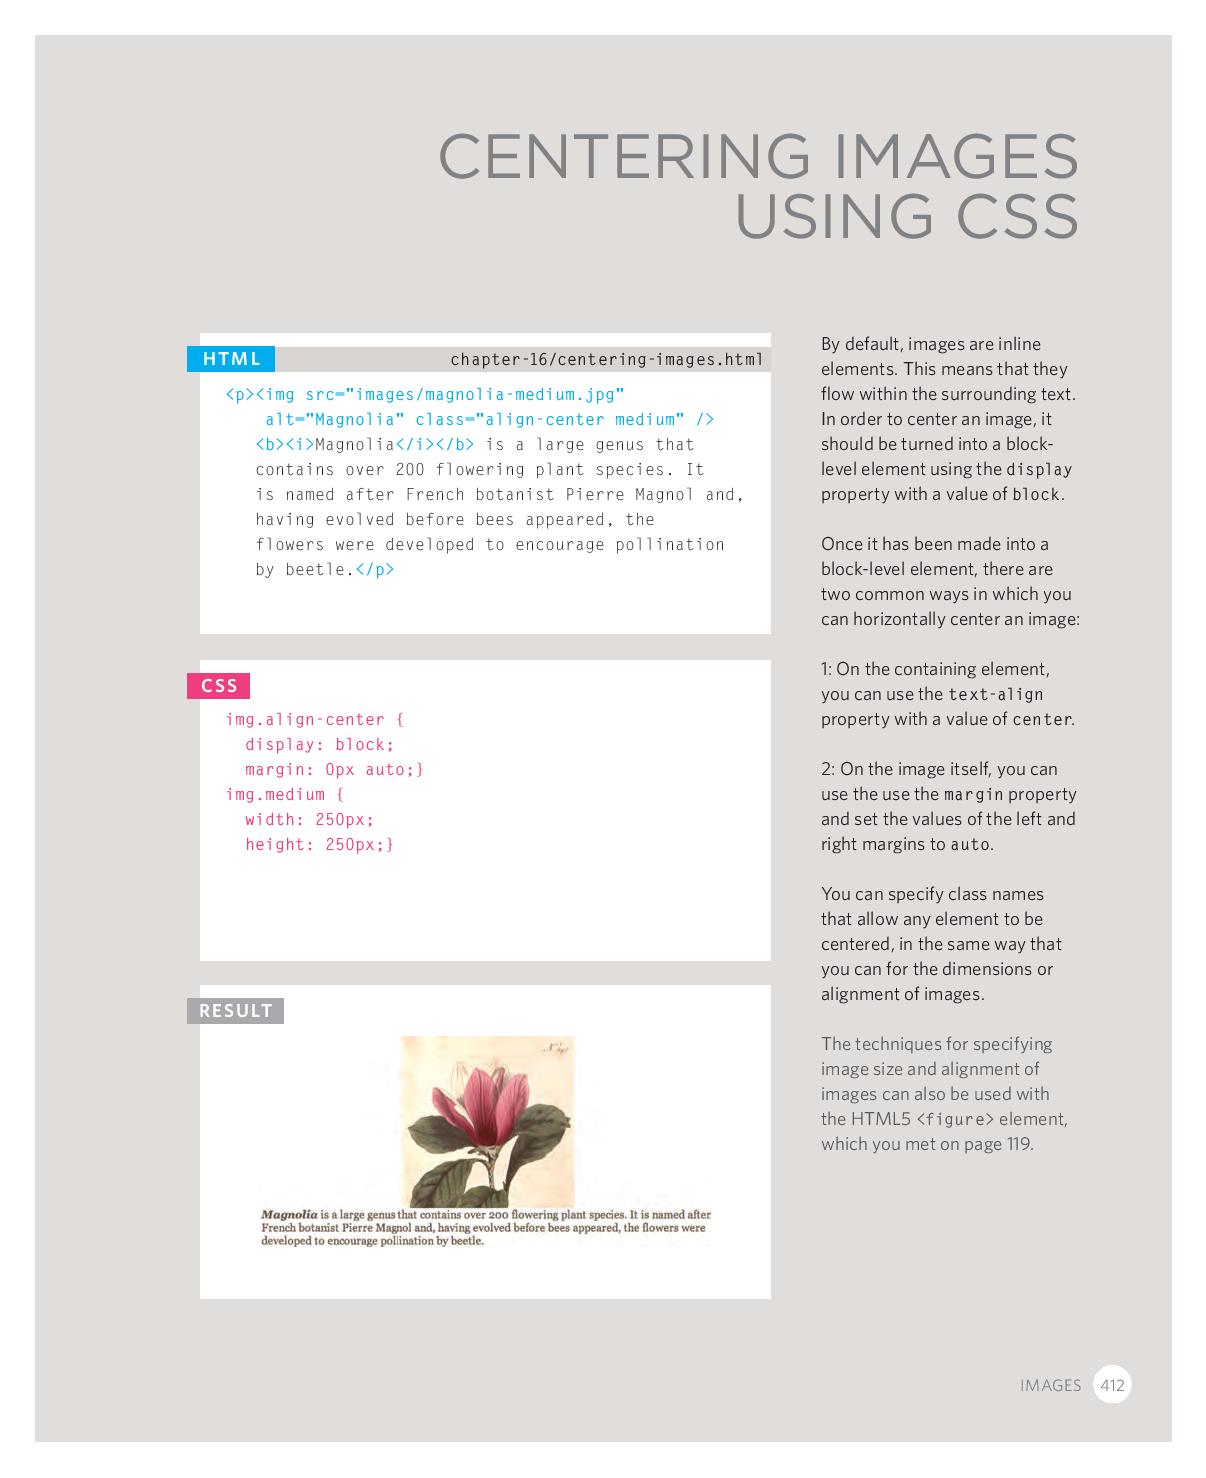 CENTERING IMAGES
USING CSS
HTML
chapter-16/centering-images.html
<p><img src="images/magnolia-medium.jpg"
alt="Magnolia" class="align-center medium" />
<b><i>Magnolia</i></b> is a large genus that
contains over 200 flowering plant species. It
is named after French botanist Pierre Magnol and,
having evolved before bees appeared, the
flowers were developed to encourage pollination
by beetle.</p>
CSS
img.align-center {
display: block;
margin: 0px auto;}
img.medium {
width: 250px;
height: 250px;}
RESULT
Magnolia is a large genus that contains over 200 flowering plant species. It is named after
French botanist Pierre Magnol and, having evolved before bees appeared, the flowers were
developed to encourage pollination by beetle.
By default, images are inline
elements. This means that they
flow within the surrounding text.
In order to center an image, it
should be turned into a block-
level element using the display
property with a value of block.
Once it has been made into a
block-level element, there are
two common ways in which you
can horizontally center an image:
1: On the containing element,
you can use the text-align
property with a value of center.
2: On the image itself, you can
use the use the margin property
and set the values of the left and
right margins to auto.
You can specify class names
that allow any element to be
centered, in the same way that
you can for the dimensions or
alignment of images.
The techniques for specifying
image size and alignment of
images can also be used with
the HTML5 <figure> element,
which you met on page 119.
IMAGES 412